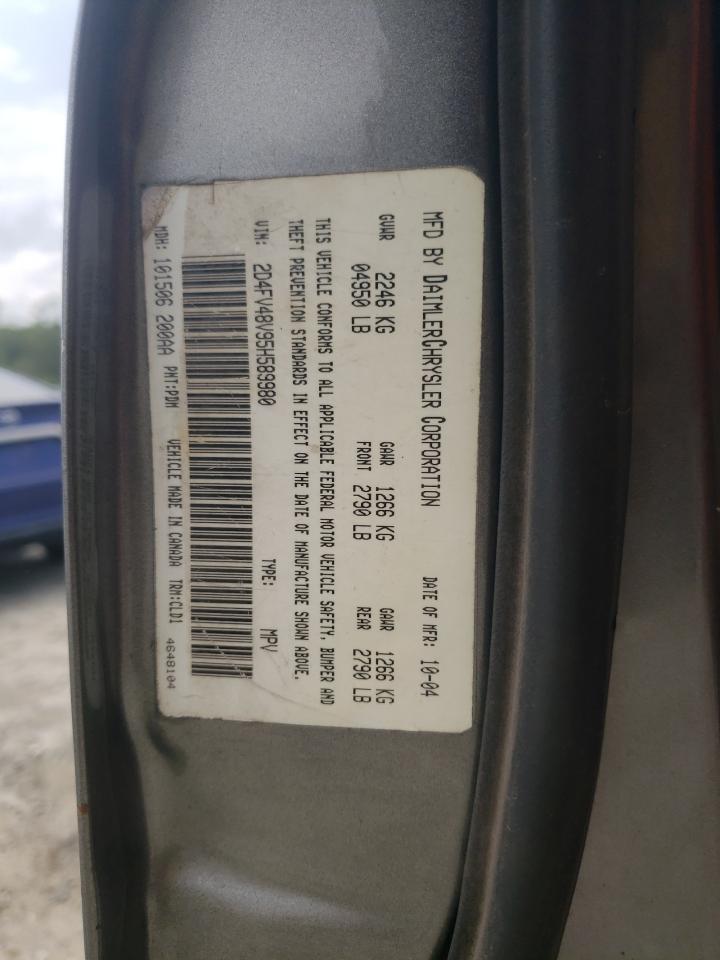 MFD BY DAIMLERCHRYSLER CORPORATION DATE OF MFR: 10-04
GVWR 2246 KG GAWR 1266 KG GAWR 1266 KG
04950 LB FRONT 2790 LB REAR 2790 LB
THIS VEHICLE CONFORMS TO ALL APPLICABLE FEDERAL MOTOR VEHICLE SAFETY, BUMPER AND
THEFT PREVENTION STANDARDS IN EFFECT ON THE DATE OF MANUFACTURE SHOWN ABOVE.
VIN: 2D4FV48V95H589980 TYPE: MPV
MDH: 101506 200AA PNT:PDM VEHICLE MADE IN CANADA TRM:CLD1
4648104